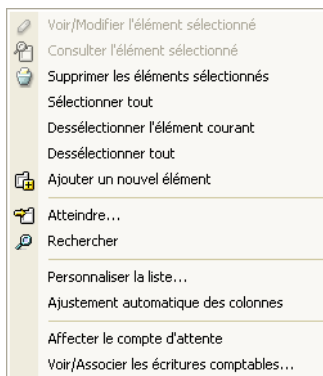 Voir/Modifier l'élément sélectionné
Consulter l'élément sélectionné
Supprimer les éléments sélectionnés
Sélectionner tout
Dessélectionner l'élément courant
Dessélectionner tout
Ajouter un nouvel élément
Atteindre...
Rechercher
Personnaliser la liste...
Ajustement automatique des colonnes
Affecter le compte d'attente
Voir/Associer les écritures comptables...